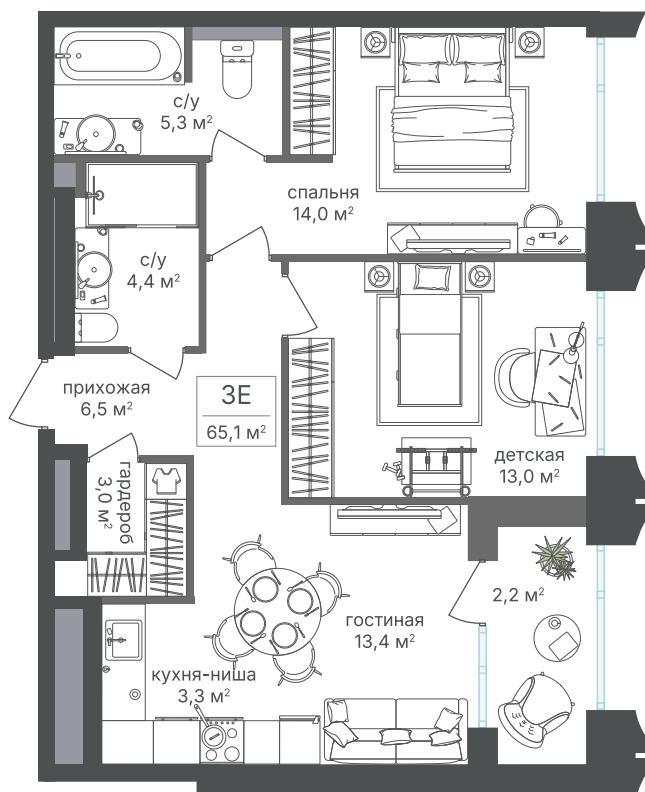 с/у
5,3 м²
спальня
14,0 м²
с/у
4,4 м²
прихожая
6,5 м²
3Е
65,1 м²
детская
13,0 м²
гардероб
3,0 м²
2,2 м²
гостиная
13,4 м²
кухня-ниша
3,3 м²